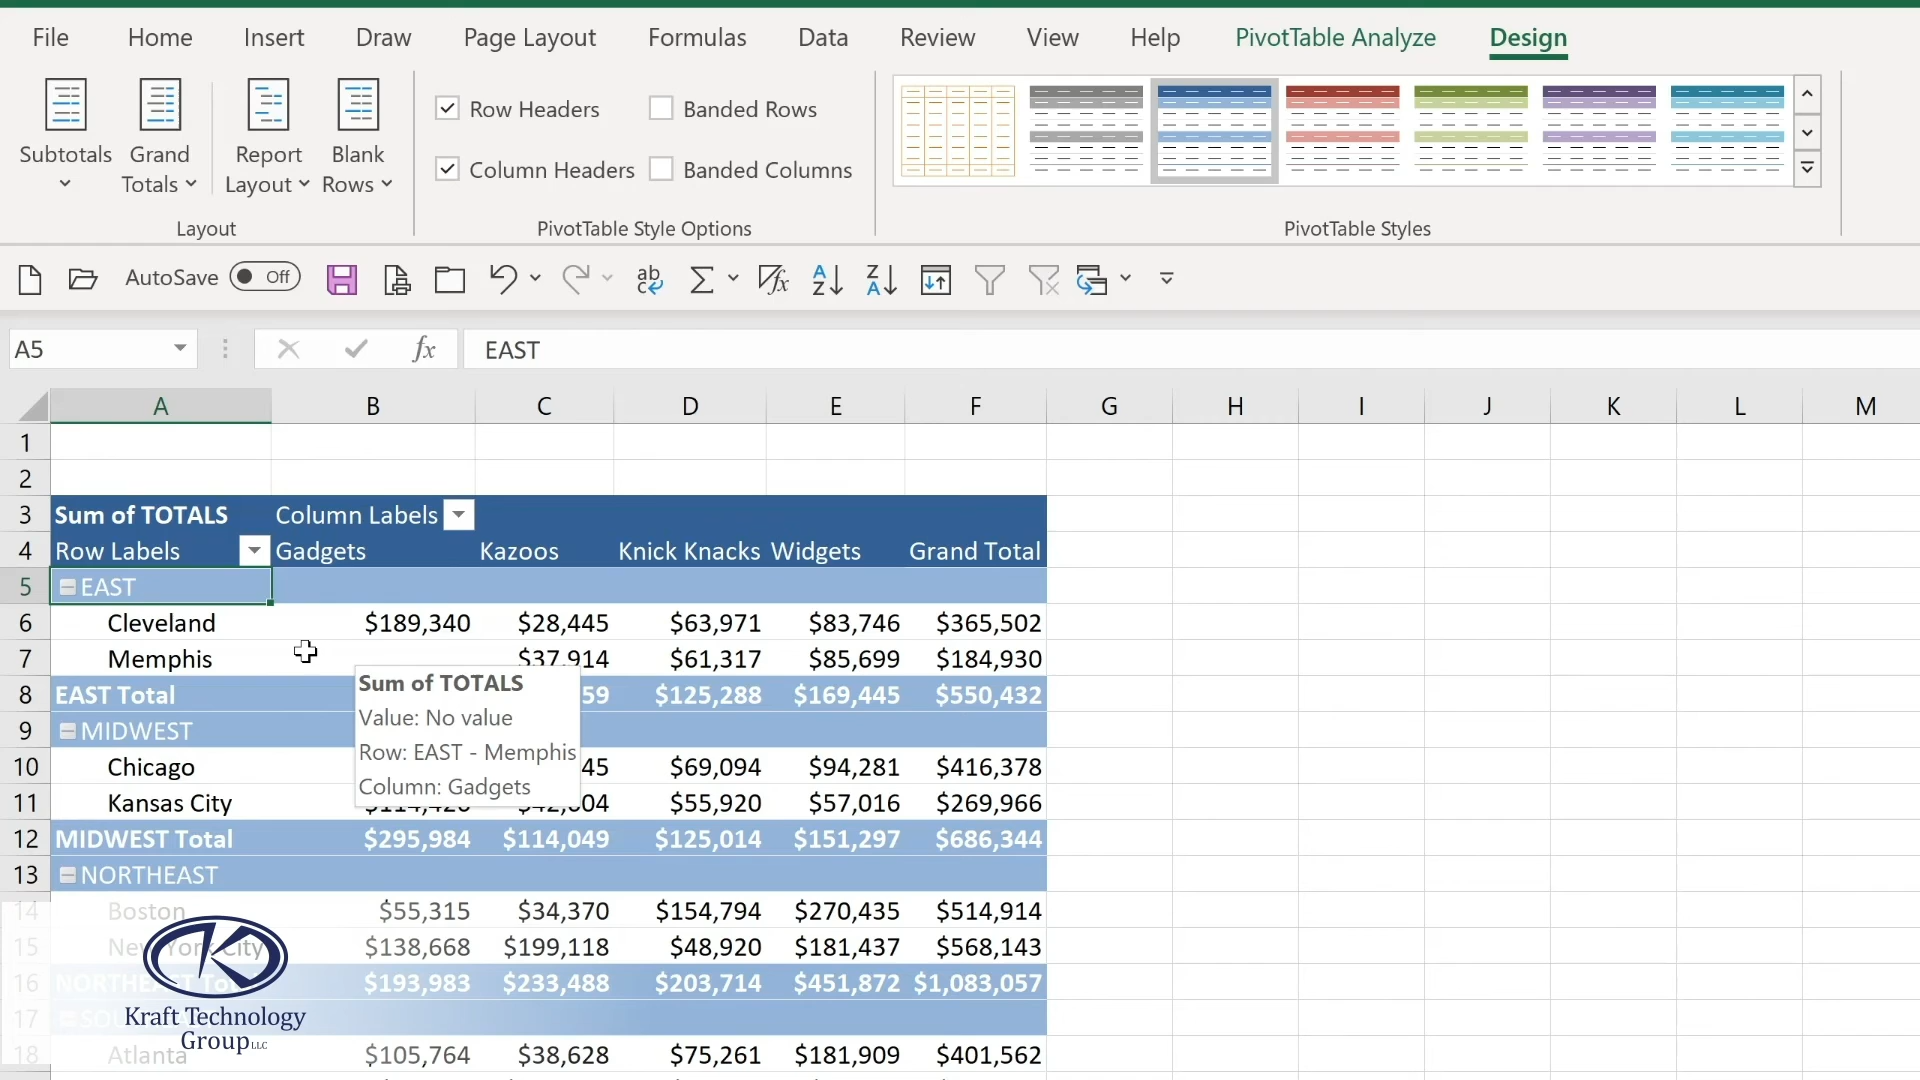 File Home Insert Draw Page Layout Formulas Data Review View Help PivotTable Analyze Design
Subtotals Grand Totals Report Layout Blank Rows
Row Headers Banded Rows
Column Headers Banded Columns
Layout PivotTable Style Options PivotTable Styles
AutoSave Off
A5 fx EAST
A B C D E F G H I J K L M
1
2
3 Sum of TOTALS Column Labels
4 Row Labels Gadgets Kazoos Knick Knacks Widgets Grand Total
5 EAST
6 Cleveland $189,340 $28,445 $63,971 $83,746 $365,502
7 Memphis $37,914 $61,317 $85,699 $184,930
8 EAST Total 59 $125,288 $169,445 $550,432
9 MIDWEST
10 Chicago 45 $69,094 $94,281 $416,378
11 Kansas City $55,920 $57,016 $269,966
12 MIDWEST Total $295,984 $114,049 $125,014 $151,297 $686,344
13 NORTHEAST
14 Boston $55,315 $34,370 $154,794 $270,435 $514,914
15 New York City $138,668 $199,118 $48,920 $181,437 $568,143
16 NORTHEAST $193,983 $233,488 $203,714 $451,872 $1,083,057
17
18 Atlanta $105,764 $38,628 $75,261 $181,909 $401,562
Sum of TOTALS
Value: No value
Row: EAST - Memphis
Column: Gadgets
Kraft Technology
Group LLC